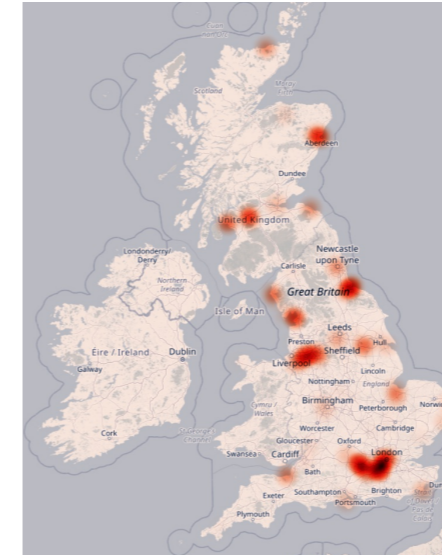 Scotland
Moray
Aberdeen
Dundee
United Kingdom
Londonderry/
Derry
Northern
Ireland
Newcastle
upon Tyne
Carlisle
Great Britain
Isle of Man
Leeds
Preston
Hull
Éire / Ireland
Dublin
Liverpool
Sheffield
Galway
Lincoln
Nottingham
England
Birmingham
Peterborough
Norwi
Cymru /
Wales
Worcester
Cambridge
Cork
Gloucester
Oxford
Swansea
Cardiff
London
Bath
Exeter
Southampton
Brighton
Portsmouth
Plymouth